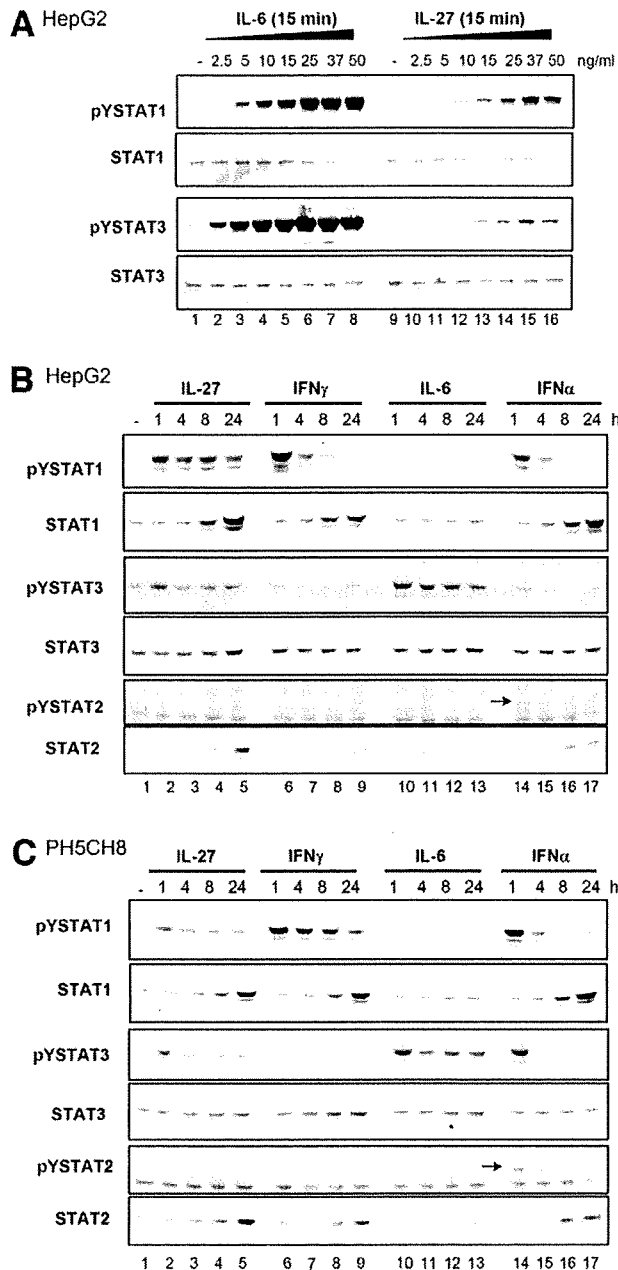 A HepG2
IL-6 (15 min) IL-27 (15 min)
- 2.5 5 10 15 25 37 50 - 2.5 5 10 15 25 37 50 ng/ml
pYSTAT1
STAT1
pYSTAT3
STAT3
1 2 3 4 5 6 7 8 9 10 11 12 13 14 15 16
B HepG2
IL-27 IFNγ IL-6 IFNα
- 1 4 8 24 1 4 8 24 1 4 8 24 1 4 8 24 h
pYSTAT1
STAT1
pYSTAT3
STAT3
pYSTAT2
STAT2
1 2 3 4 5 6 7 8 9 10 11 12 13 14 15 16 17
C PH5CH8
IL-27 IFNγ IL-6 IFNα
- 1 4 8 24 1 4 8 24 1 4 8 24 1 4 8 24 h
pYSTAT1
STAT1
pYSTAT3
STAT3
pYSTAT2
STAT2
1 2 3 4 5 6 7 8 9 10 11 12 13 14 15 16 17